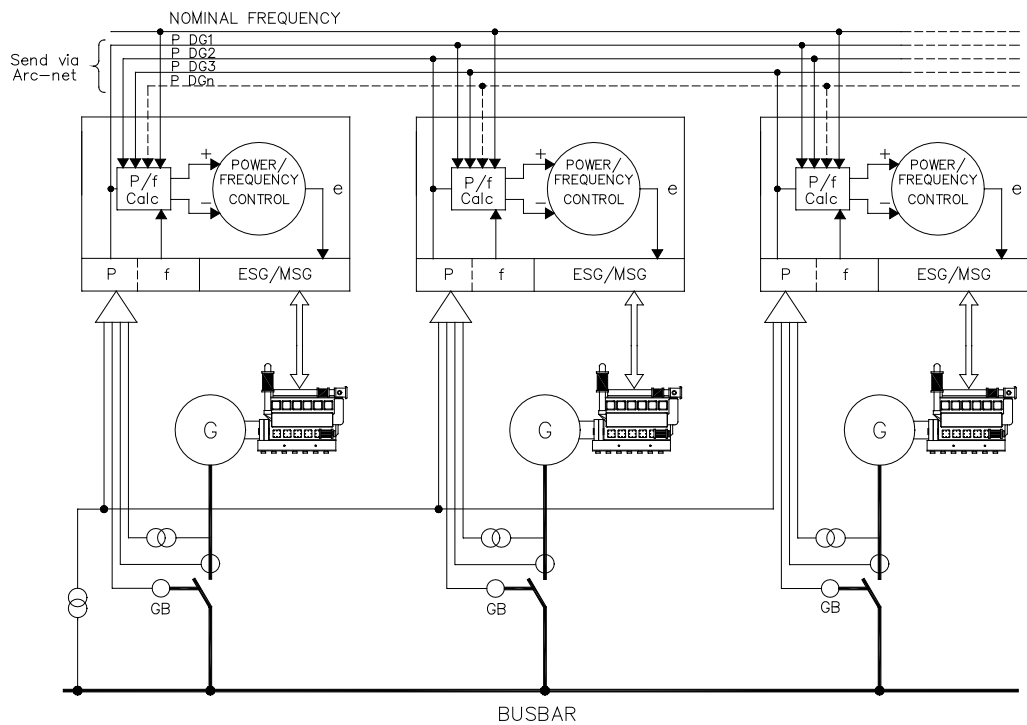 NOMINAL FREQUENCY
Send via
Arc-net
P DG1
P DG2
P DG3
P DGn
P/f
Calc
+
−
POWER/
FREQUENCY
CONTROL
e
P/f
Calc
+
−
POWER/
FREQUENCY
CONTROL
e
P/f
Calc
+
−
POWER/
FREQUENCY
CONTROL
e
P f ESG/MSG
P f ESG/MSG
P f ESG/MSG
G
G
G
GB
GB
GB
BUSBAR